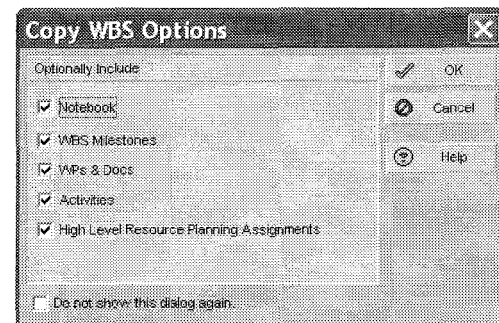 Copy WBS Options
Optionally Include
OK
Notebook
Cancel
WBS Milestones
Help
WPs & Docs
Activities
High Level Resource Planning Assignments
Do not show this dialog again.